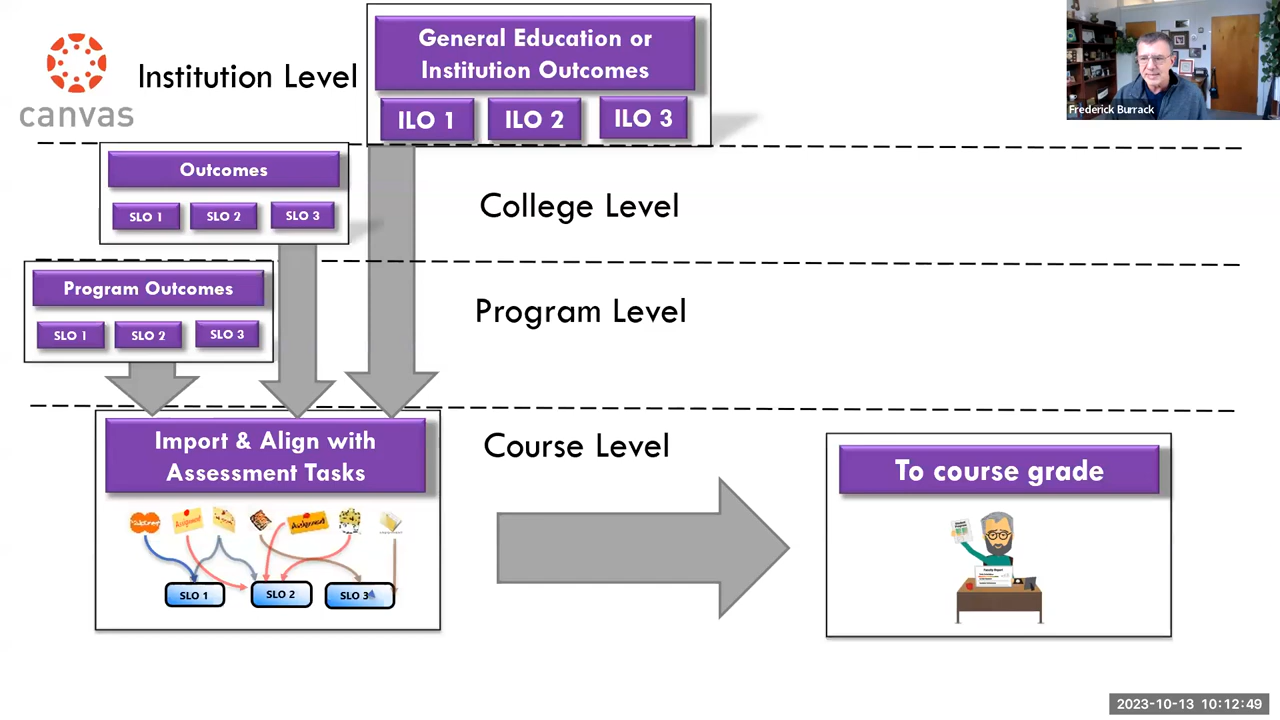 General Education or
Institution Outcomes
Institution Level
canvas
ILO 1
ILO 2
ILO 3
Frederick Burrack
Outcomes
SLO 1
SLO 2
SLO 3
College Level
Program Outcomes
SLO 1
SLO 2
SLO 3
Program Level
Import & Align with
Assessment Tasks
Course Level
To course grade
Assignment
Assignment
SLO 1
SLO 2
SLO 3
2023-10-13 10:12:49